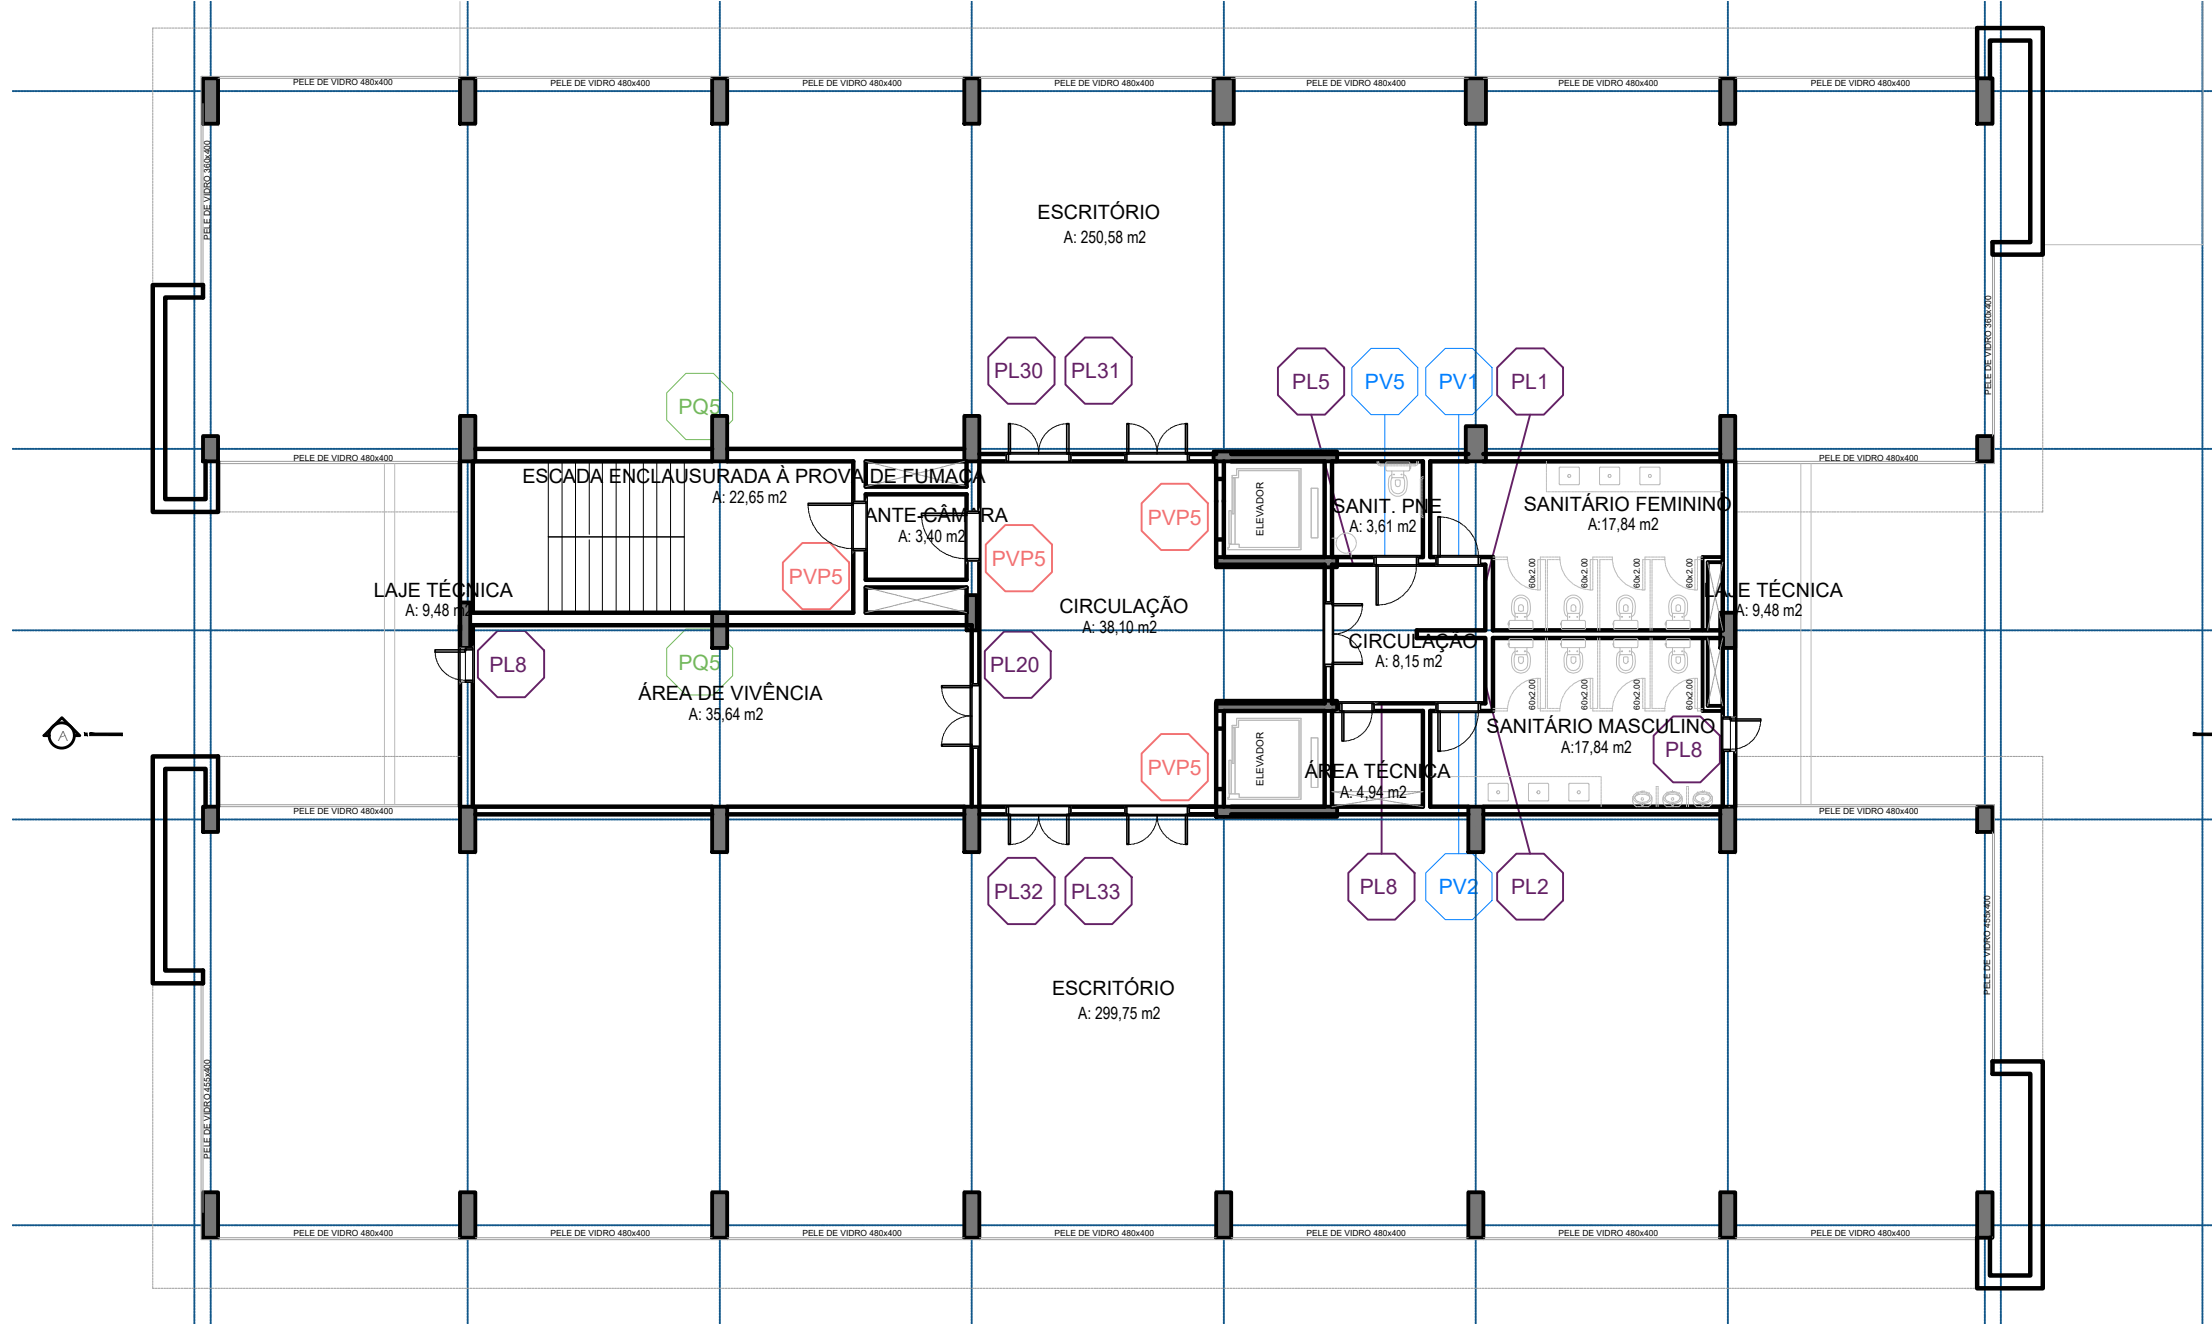 PELE DE VIDRO 480x400
PELE DE VIDRO 480x400
PELE DE VIDRO 480x400
PELE DE VIDRO 480x400
PELE DE VIDRO 480x400
PELE DE VIDRO 480x400
PELE DE VIDRO 480x400
PELE DE VIDRO 360x400
ESCRITÓRIO
A: 250,58 m2
PELE DE VIDRO 360x400
PL30
PL31
PL5
PV5
PV1
PL1
PQ5
PELE DE VIDRO 480x400
PELE DE VIDRO 480x400
ESCADA ENCLAUSURADA À PROVA DE FUMAÇA
A: 22,65 m2
ELEVADOR
SANIT. PNE
A: 3,61 m2
SANITÁRIO FEMININO
A:17,84 m2
ANTE-CÂMARA
A: 3,40 m2
PVP5
PVP5
PVP5
60x2.00
60x2.00
60x2.00
60x2.00
LAJE TÉCNICA
A: 9,48 m2
CIRCULAÇÃO
A: 38,10 m2
LAJE TÉCNICA
A: 9,48 m2
CIRCULAÇÃO
A: 8,15 m2
PL8
PQ5
PL20
ÁREA DE VIVÊNCIA
A: 35,64 m2
60x2.00
60x2.00
60x2.00
60x2.00
SANITÁRIO MASCULINO
A:17,84 m2
PL8
A
PVP5
ELEVADOR
ÁREA TÉCNICA
A: 4,94 m2
PELE DE VIDRO 480x400
PELE DE VIDRO 480x400
PL32
PL33
PL8
PV2
PL2
PELE DE VIDRO 455x400
ESCRITÓRIO
A: 299,75 m2
PELE DE VIDRO 455x400
PELE DE VIDRO 480x400
PELE DE VIDRO 480x400
PELE DE VIDRO 480x400
PELE DE VIDRO 480x400
PELE DE VIDRO 480x400
PELE DE VIDRO 480x400
PELE DE VIDRO 480x400